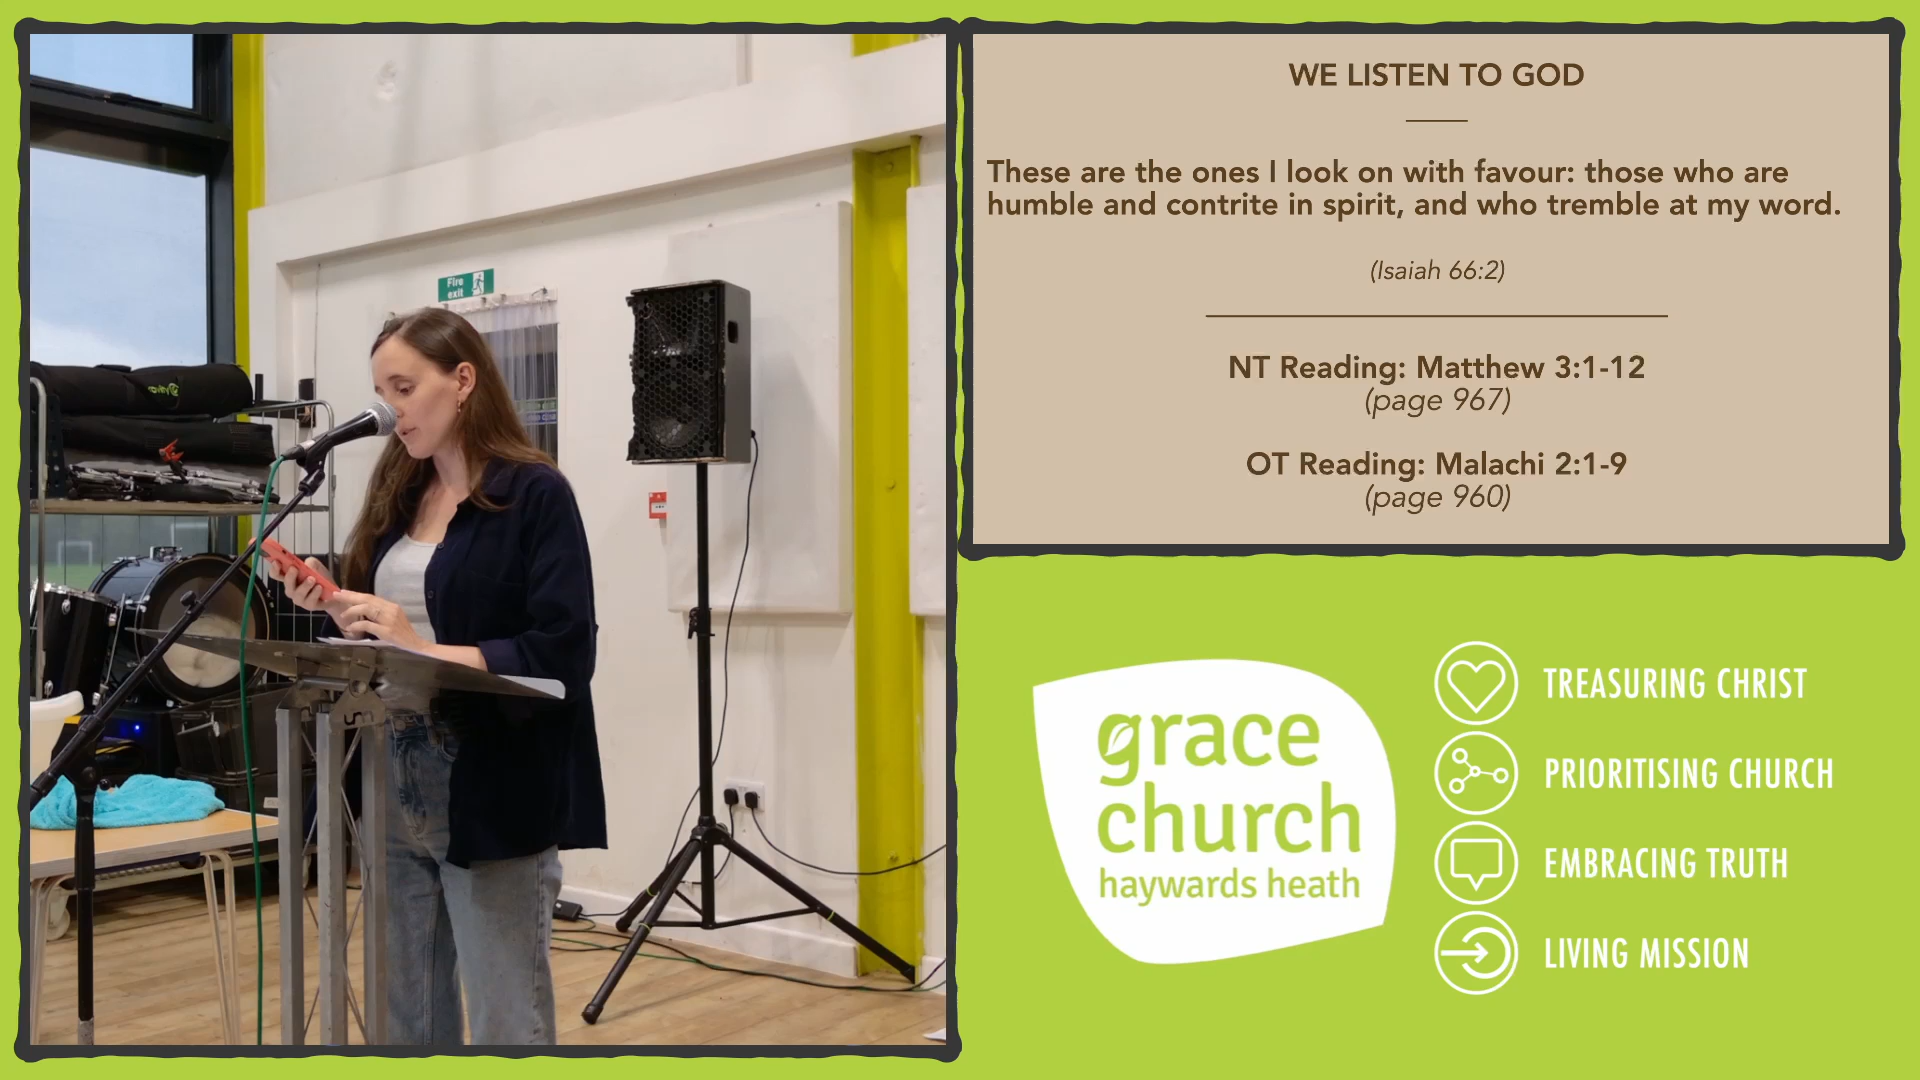 Fire
exit
WE LISTEN TO GOD
These are the ones I look on with favour: those who are
humble and contrite in spirit, and who tremble at my word.
(Isaiah 66:2)
NT Reading: Matthew 3:1-12
(page 967)
OT Reading: Malachi 2:1-9
(page 960)
grace
church
haywards heath
TREASURING CHRIST
PRIORITISING CHURCH
EMBRACING TRUTH
LIVING MISSION